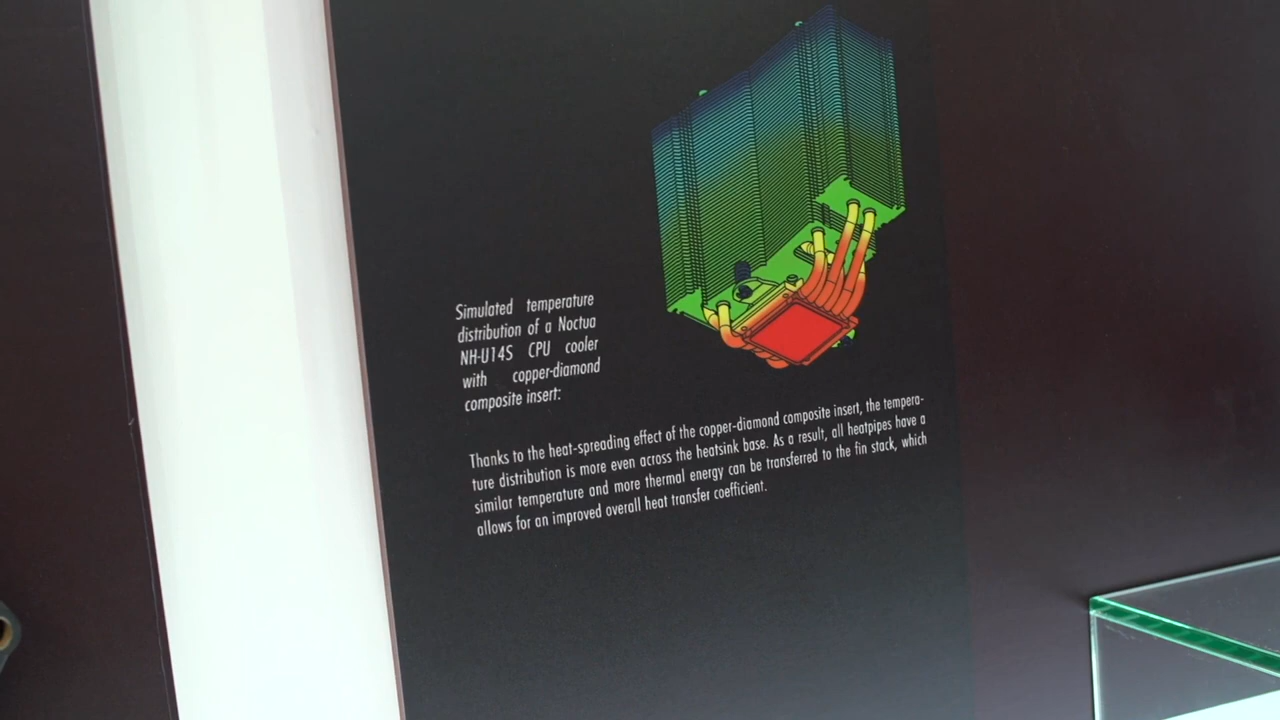 Simulated temperature
distribution of a Noctua
NH-U14S CPU cooler
with copper-diamond
composite insert:
Thanks to the heat-spreading effect of the copper-diamond composite insert, the tempera-
ture distribution is more even across the heatsink base. As a result, all heatpipes have a
similar temperature and more thermal energy can be transferred to the fin stack, which
allows for an improved overall heat transfer coefficient.